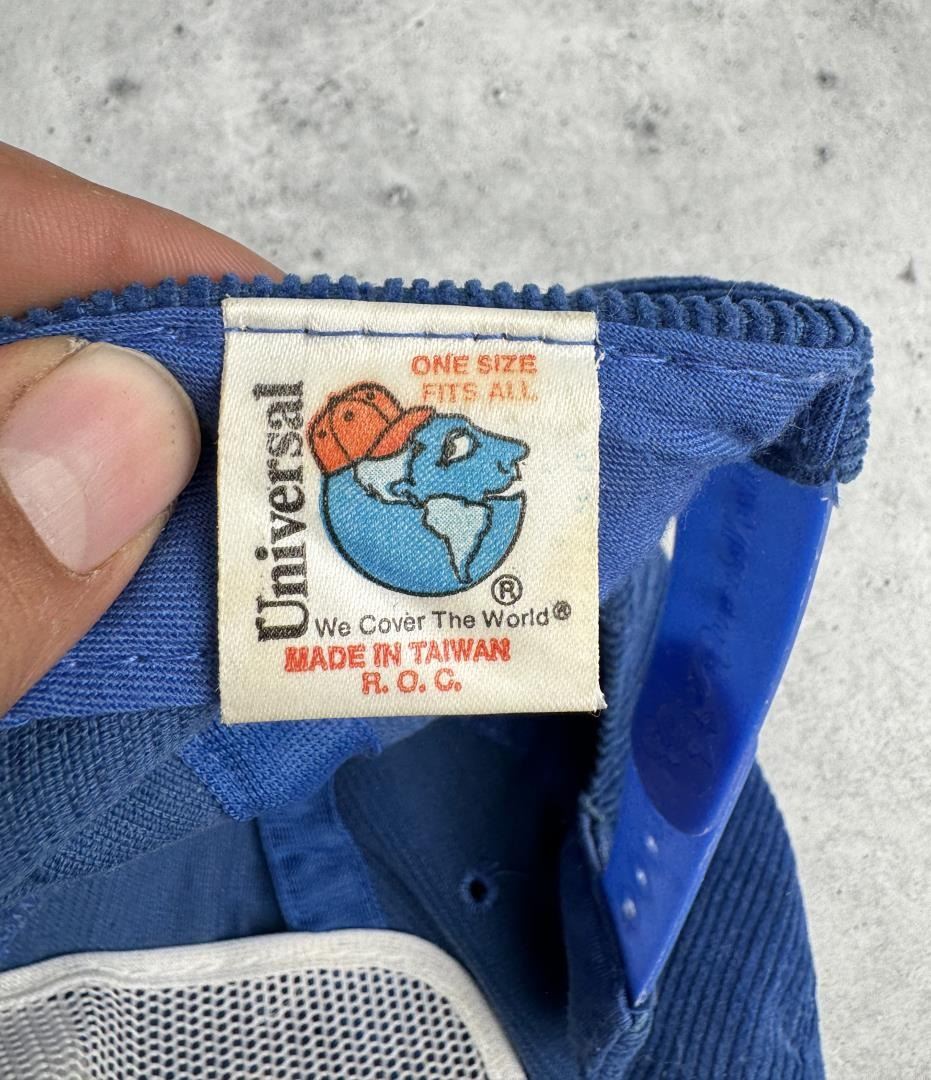 ONE SIZE
FITS ALL
Universal
®
We Cover The World®
MADE IN TAIWAN
R. O. C.